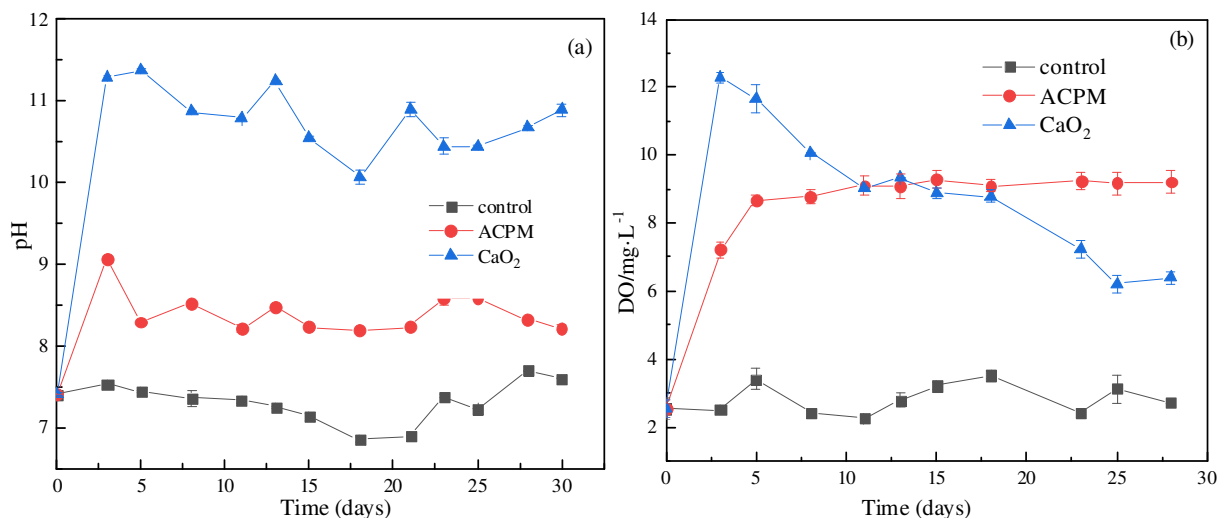 12
11
10
9
8
7
pH
(a)
control
ACPM
CaO₂
0
5
10
15
20
25
30
Time (days)
14
12
10
8
6
4
2
DO/mg·L⁻¹
(b)
control
ACPM
CaO₂
0
5
10
15
20
25
30
Time (days)